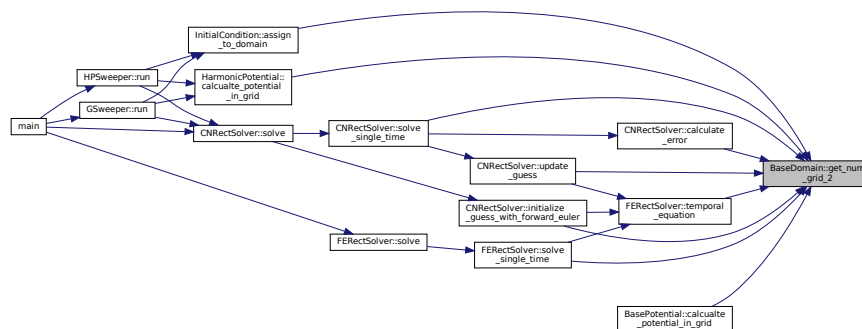 InitialCondition::assign
_to_domain
HPSweeper::run
HarmonicPotential::
calcualte_potential
_in_grid
GSweeper::run
main
CNRectSolver::solve
CNRectSolver::solve
_single_time
CNRectSolver::calculate
_error
CNRectSolver::update
_guess
BaseDomain::get_num
_grid_2
CNRectSolver::initialize
_guess_with_forward_euler
FERectSolver::temporal
_equation
FERectSolver::solve
FERectSolver::solve
_single_time
BasePotential::calcualte
_potential_in_grid